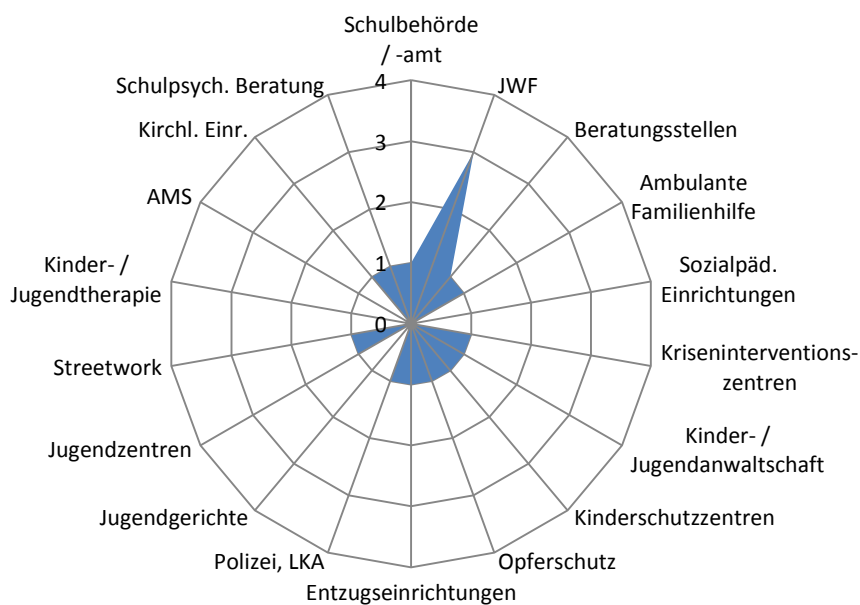 Schulbehörde
/ -amt
JWF
Beratungsstellen
Ambulante
Familienhilfe
Sozialpäd.
Einrichtungen
Kriseninterventions-
zentren
Kinder- /
Jugendanwaltschaft
Kinderschutzzentren
Opferschutz
Entzugseinrichtungen
Polizei, LKA
Jugendgerichte
Jugendzentren
Streetwork
Kinder- /
Jugendtherapie
AMS
Kirchl. Einr.
Schulpsych. Beratung
4
3
2
1
0